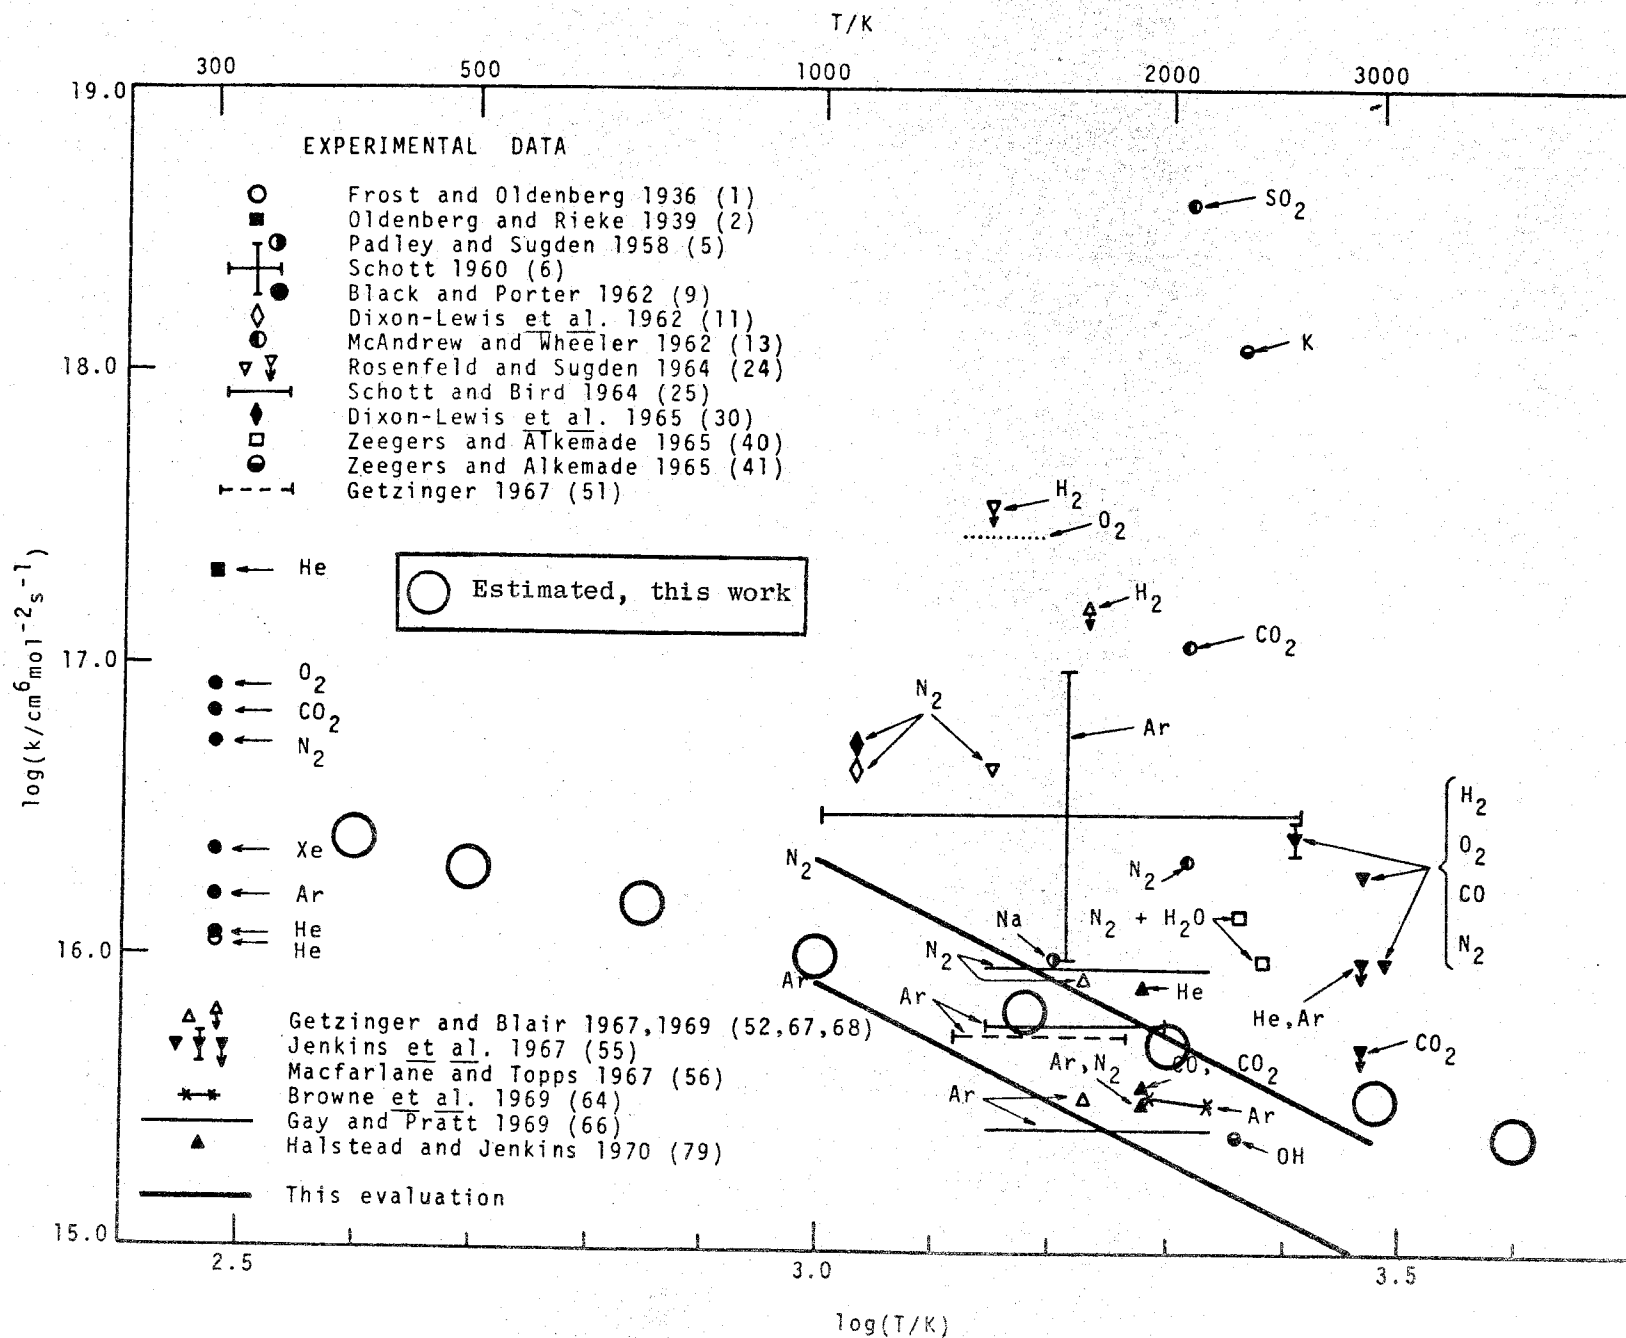 T/K
300 500 1000 2000 3000
19.0
EXPERIMENTAL DATA
Frost and Oldenberg 1936 (1)
Oldenberg and Rieke 1939 (2)
Padley and Sugden 1958 (5)
Schott 1960 (6)
Black and Porter 1962 (9)
Dixon-Lewis et al. 1962 (11)
McAndrew and Wheeler 1962 (13)
Rosenfeld and Sugden 1964 (24)
Schott and Bird 1964 (25)
Dixon-Lewis et al. 1965 (30)
Zeegers and Alkemade 1965 (40)
Zeegers and Alkemade 1965 (41)
Getzinger 1967 (51)
SO2
K
18.0
H2
O2
He
Estimated, this work
H2
CO2
17.0
O2
CO2
N2
N2
Ar
log(k/cm6mol-2s-1)
H2
O2
CO
N2
Xe
Ar
He
He
N2
N2
Na
N2 + H2O
16.0
N2
Ar
Ar
He
He,Ar
Getzinger and Blair 1967,1969 (52,67,68)
Jenkins et al. 1967 (55)
Macfarlane and Topps 1967 (56)
Browne et al. 1969 (64)
Gay and Pratt 1969 (66)
Halstead and Jenkins 1970 (79)
This evaluation
Ar,N2
CO, CO2
CO2
Ar
Ar
OH
15.0
2.5 3.0 3.5
log(T/K)